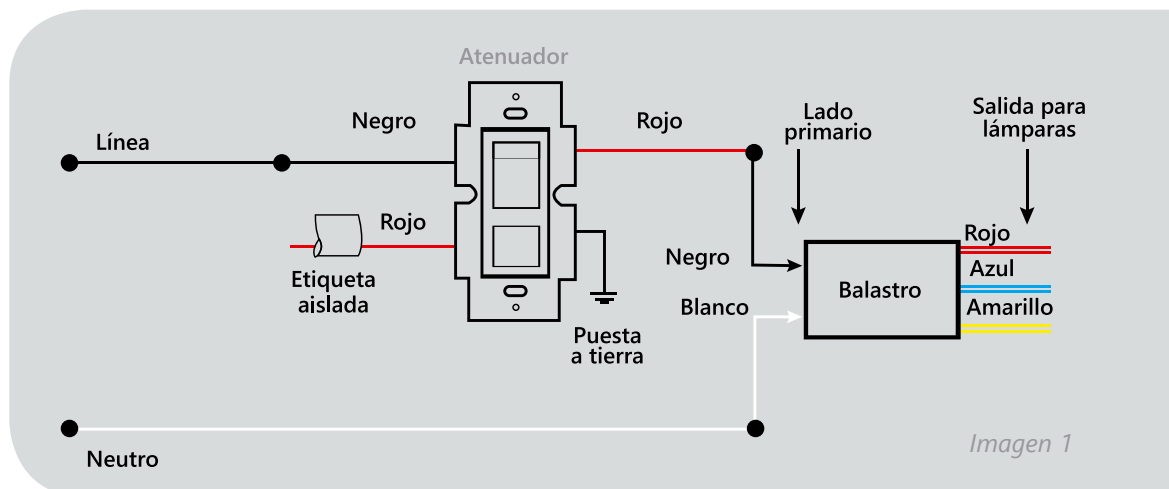 Atenuador
Línea
Negro
Rojo
Lado
primario
Salida para
lámparas
Rojo
Etiqueta
aislada
Puesta
a tierra
Negro
Blanco
Balastro
Rojo
Azul
Amarillo
Neutro
Imagen 1